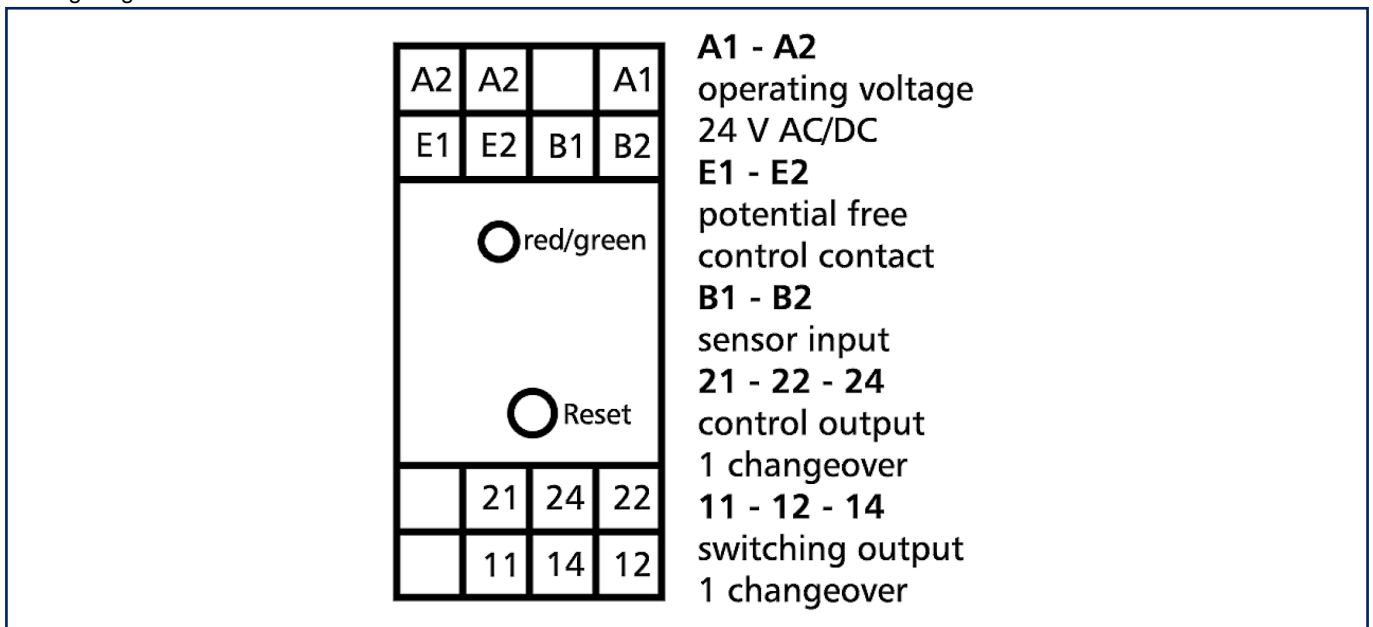 A2 A2 A1
E1 E2 B1 B2
red/green
Reset
21 24 22
11 14 12
A1 - A2
operating voltage
24 V AC/DC
E1 - E2
potential free
control contact
B1 - B2
sensor input
21 - 22 - 24
control output
1 changeover
11 - 12 - 14
switching output
1 changeover